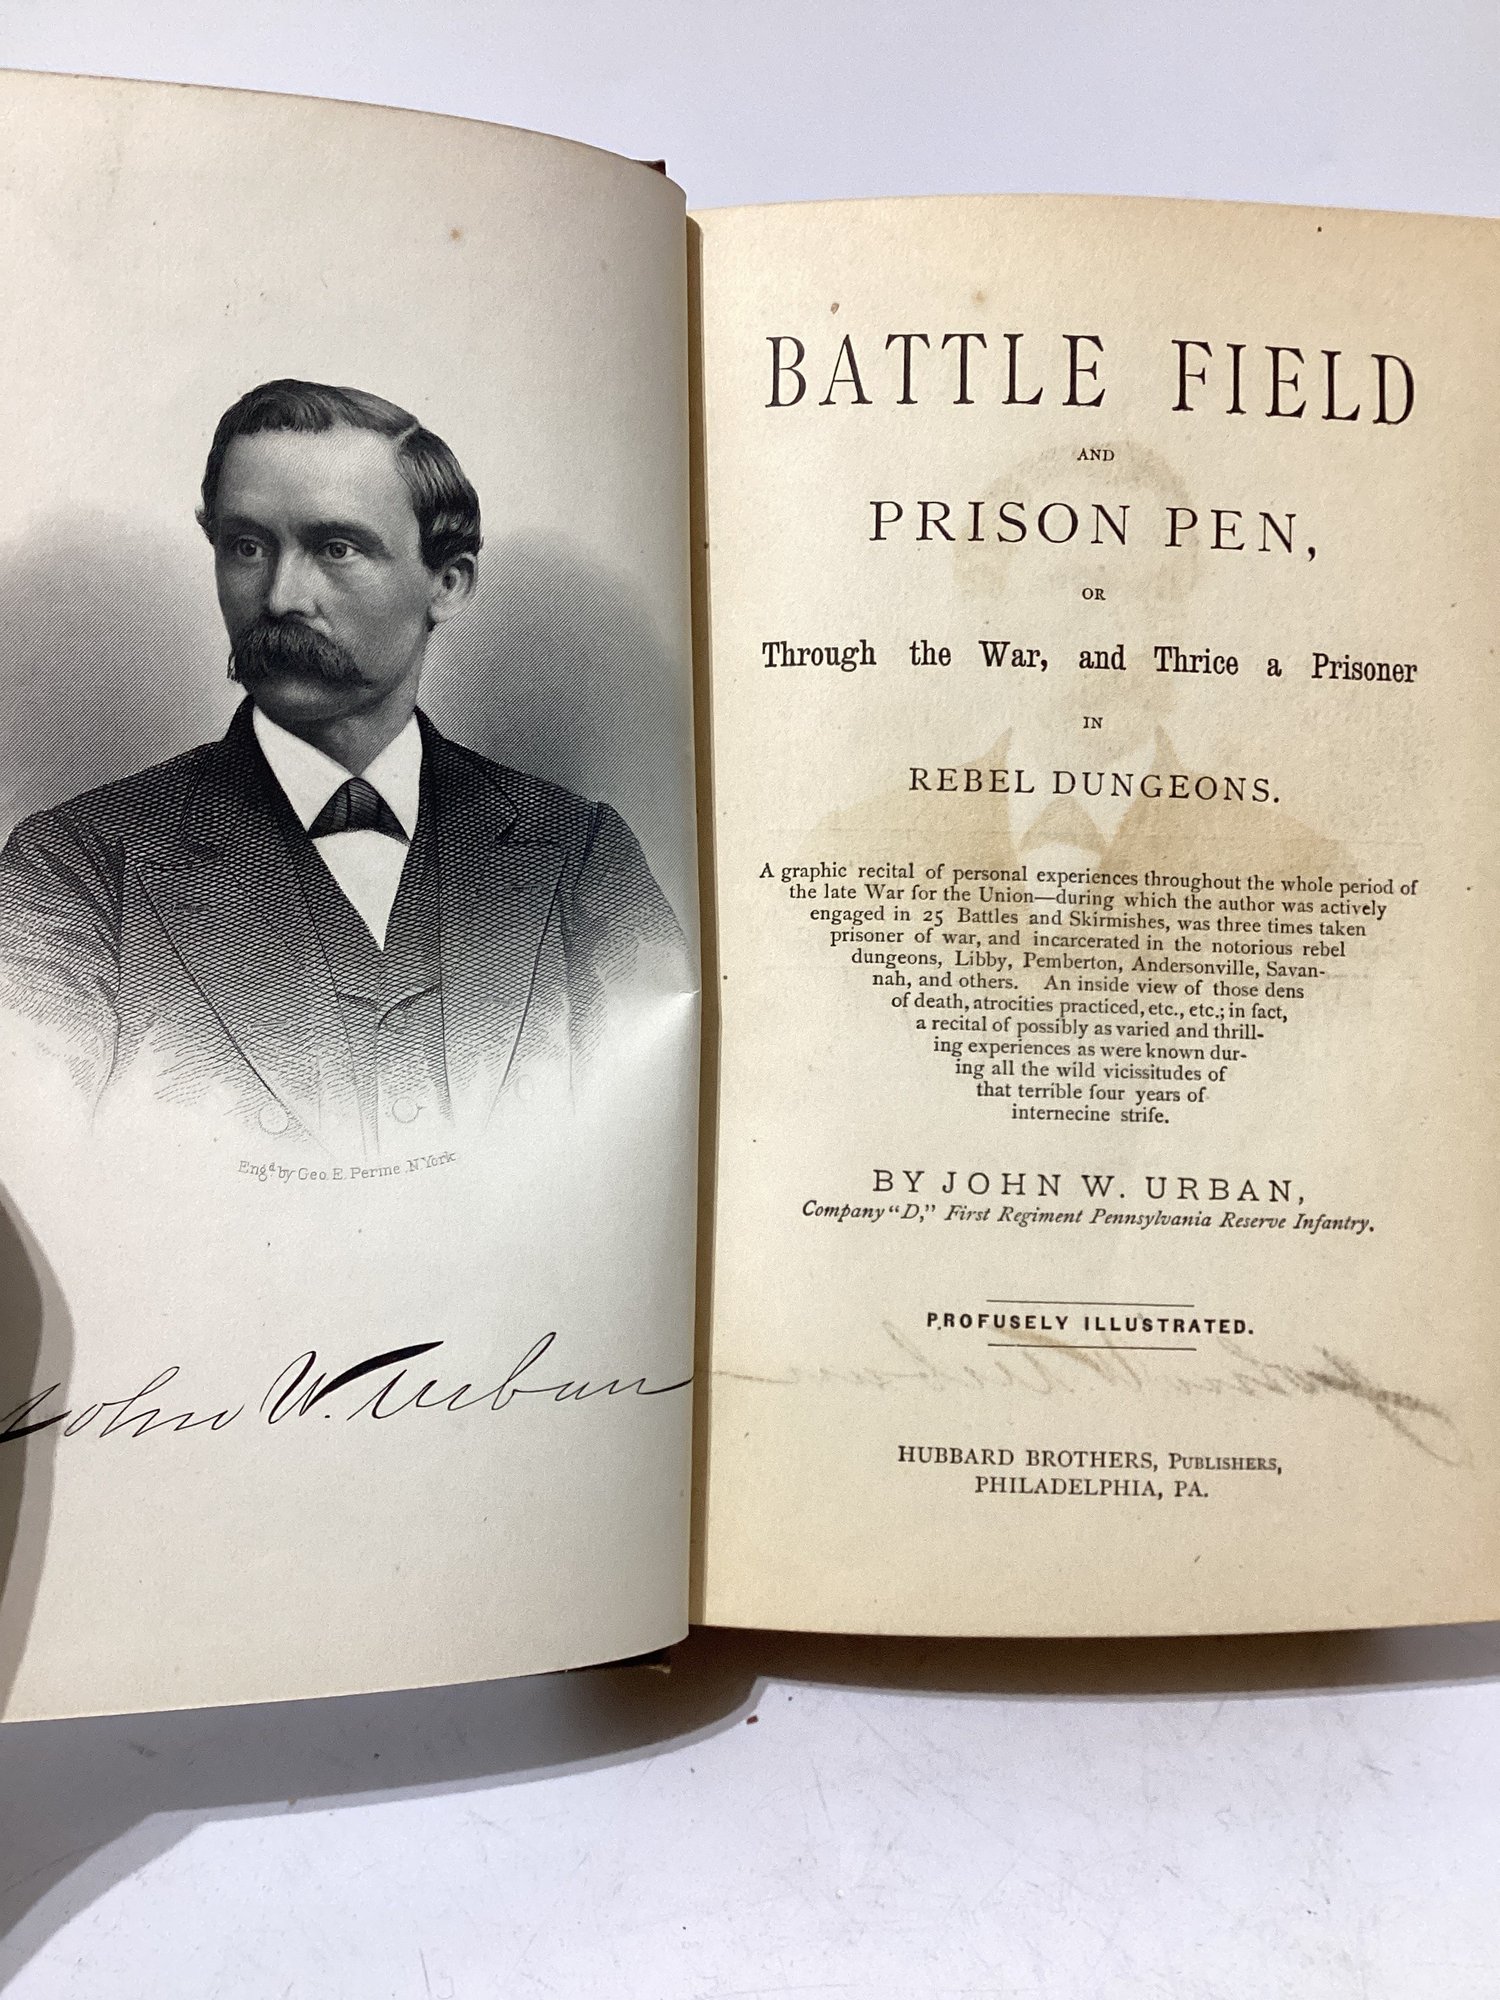 Engd by Geo. E. Perine, N. York
John W. Urban
BATTLE FIELD
AND
PRISON PEN,
OR
Through the War, and Thrice a Prisoner
IN
REBEL DUNGEONS.
A graphic recital of personal experiences throughout the whole period of
the late War for the Union—during which the author was actively
engaged in 25 Battles and Skirmishes, was three times taken
prisoner of war, and incarcerated in the notorious rebel
dungeons, Libby, Pemberton, Andersonville, Savan-
nah, and others. An inside view of those dens
of death, atrocities practiced, etc., etc.; in fact,
a recital of possibly as varied and thrill-
ing experiences as were known dur-
ing all the wild vicissitudes of
that terrible four years of
internecine strife.
BY JOHN W. URBAN,
Company "D," First Regiment Pennsylvania Reserve Infantry.
PROFUSELY ILLUSTRATED.
HUBBARD BROTHERS, PUBLISHERS,
PHILADELPHIA, PA.